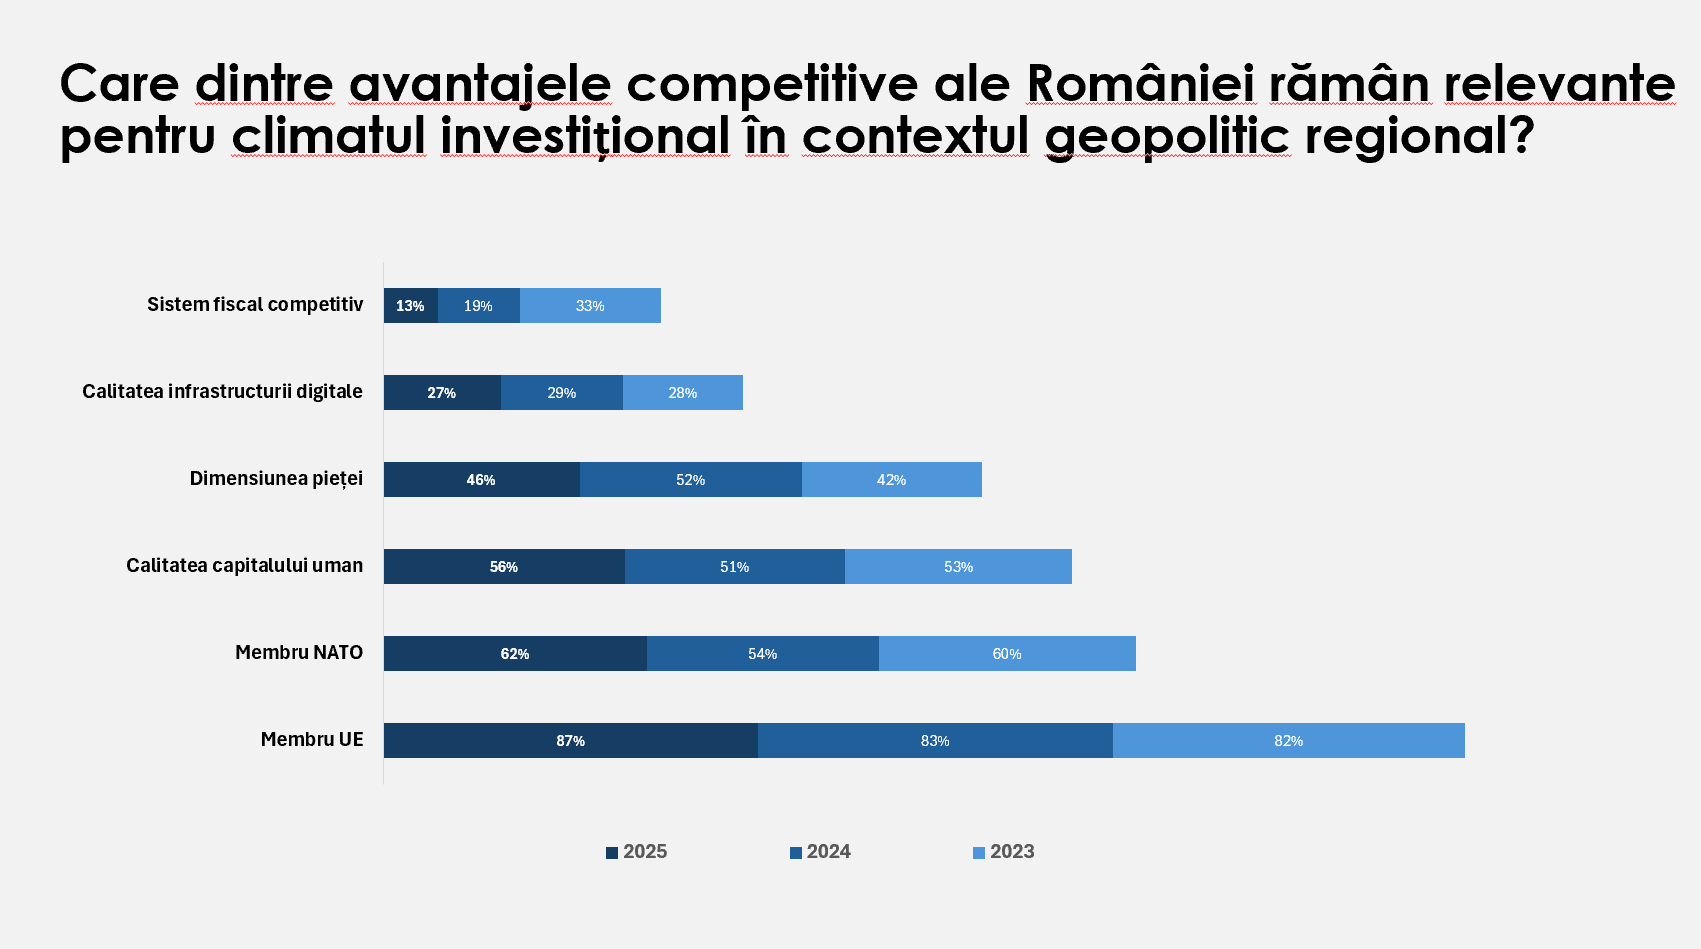 Care dintre avantajele competitive ale României rămân relevante
pentru climatul investițional în contextul geopolitic regional?
Sistem fiscal competitiv 13% 19% 33%
Calitatea infrastructurii digitale 27% 29% 28%
Dimensiunea pieței 46% 52% 42%
Calitatea capitalului uman 56% 51% 53%
Membru NATO 62% 54% 60%
Membru UE 87% 83% 82%
2025 2024 2023